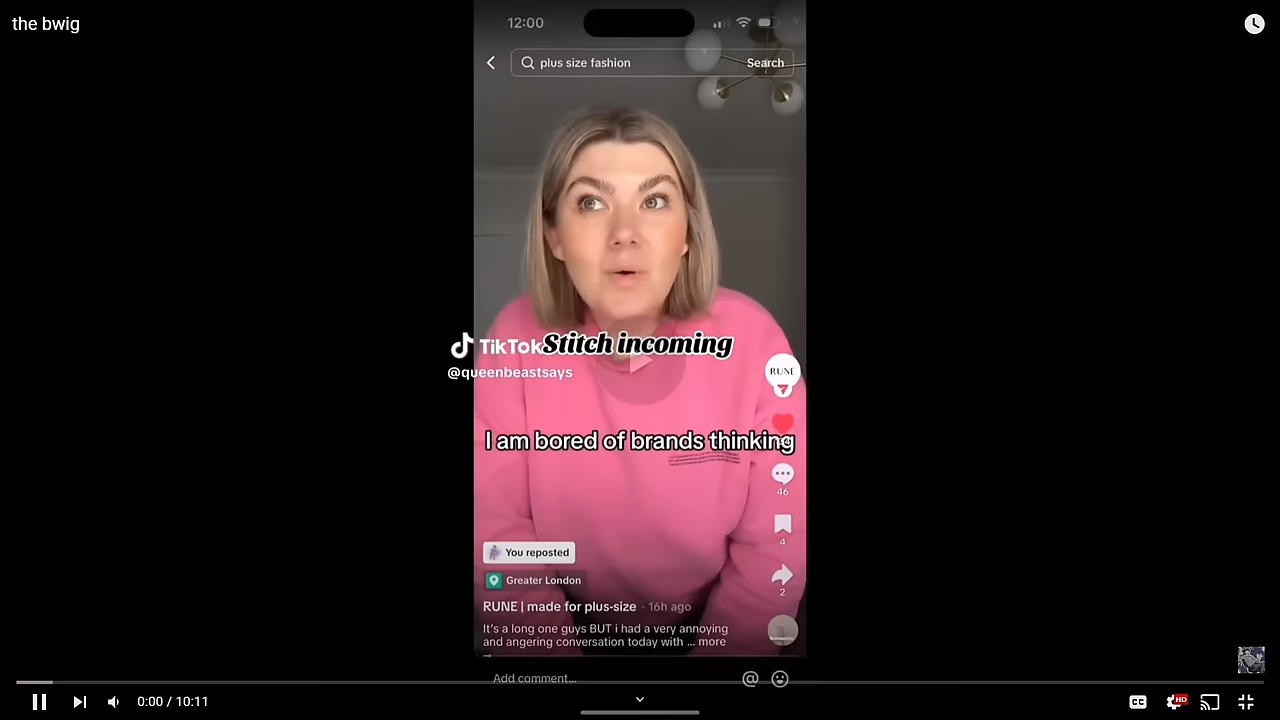 the bwig
12:00
plus size fashion
Search
TikTok
Stitch incoming
@queenbeastsays
RUNE
I am bored of brands thinking
46
4
You reposted
2
Greater London
RUNE | made for plus-size · 16h ago
It's a long one guys BUT i had a very annoying
and angering conversation today with ... more
Add comment...
0:00 / 10:11
CC
HD